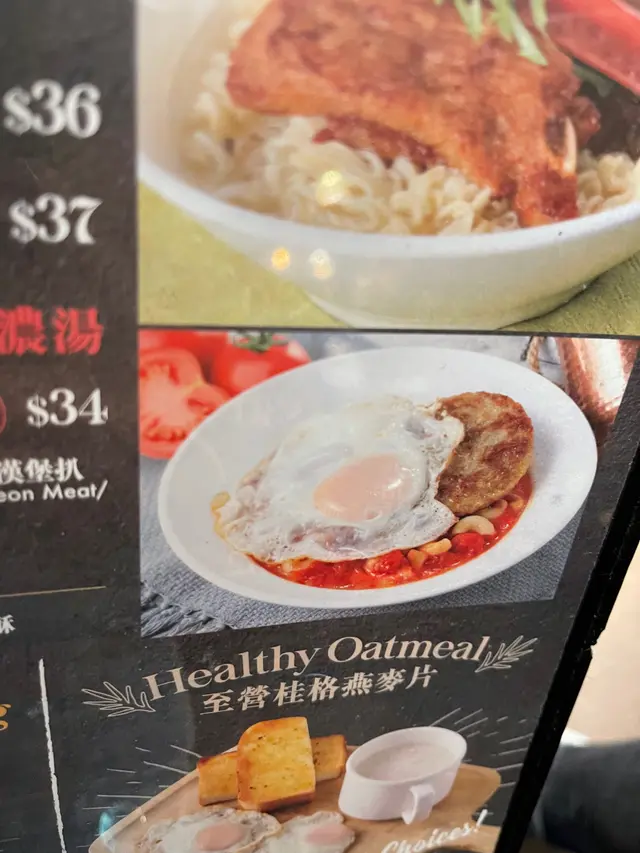 $36
$37
濃湯
$34
漢堡扒
eon Meat/
酥
Healthy Oatmeal
至營桂格燕麥片
g
Choices!